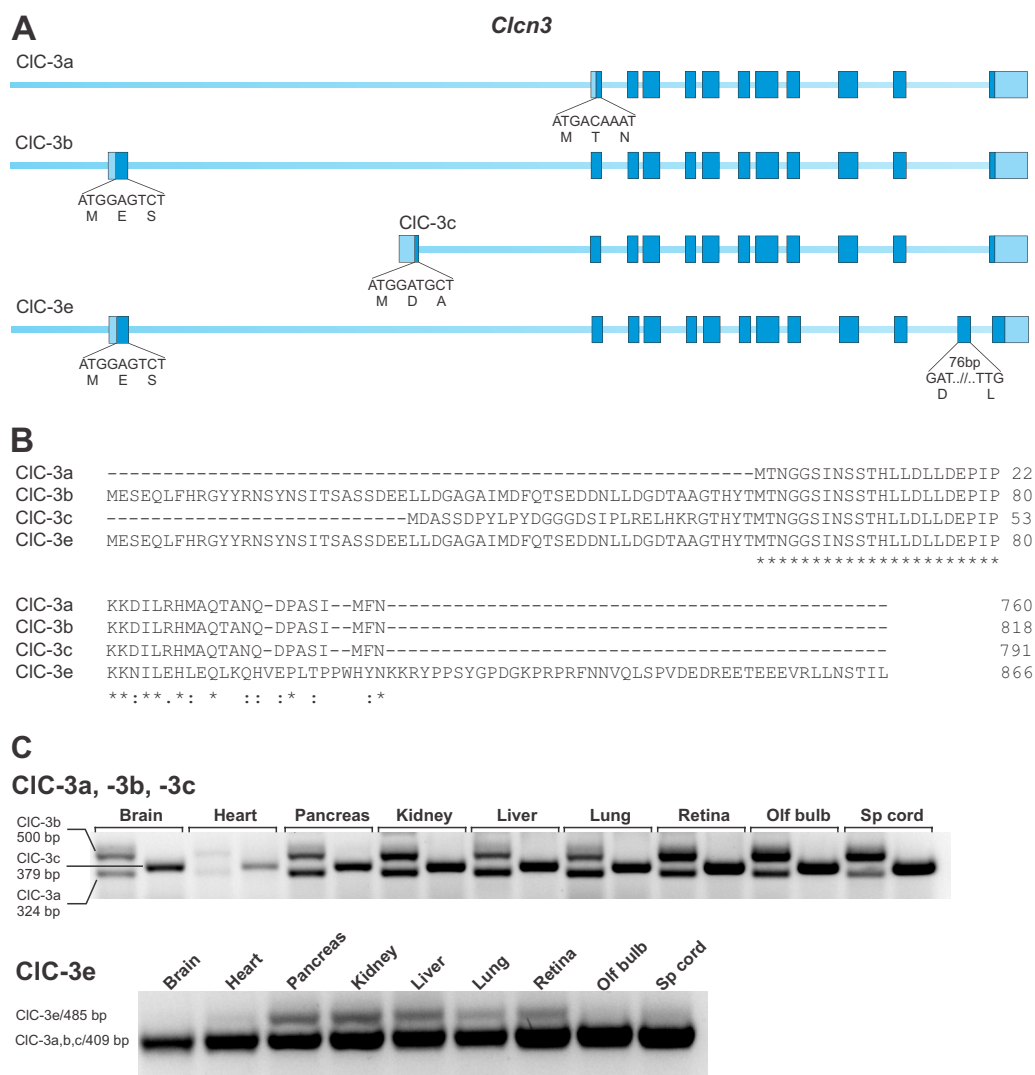 A
Clcn3
ClC-3a
ATGACAAAT
M T N
ClC-3b
ATGGAGTCT
M E S
ClC-3c
ATGGATGCT
M D A
ClC-3e
ATGGAGTCT
M E S
76bp
GAT..//..TTG
D L
B
ClC-3a ------------------------------------------------------------MTNGGSINSSTHLLDLLDEPIP 22
ClC-3b MESEQLFHRGYYRNSYNSITSASSDEELLDGAGAIMDFQTSEDDNLLDGDTAAGTHYTMTNGGSINSSTHLLDLLDEPIP 80
ClC-3c ---------------------------MDASSDPYLPYDGGGDSIPLRELHKRGTHYTMTNGGSINSSTHLLDLLDEPIP 53
ClC-3e MESEQLFHRGYYRNSYNSITSASSDEELLDGAGAIMDFQTSEDDNLLDGDTAAGTHYTMTNGGSINSSTHLLDLLDEPIP 80
**********************
ClC-3a KKDILRHMAQTANQ-DPASI--MFN--------------------------------------------- 760
ClC-3b KKDILRHMAQTANQ-DPASI--MFN--------------------------------------------- 818
ClC-3c KKDILRHMAQTANQ-DPASI--MFN--------------------------------------------- 791
ClC-3e KKNILEHLEQLKQHVEPLTPPWHYNKKRYPPSYGPDGKPRPRFNNVQLSPVDEDREETEEEVRLLNSTIL 866
**:**.*: * :: :* : :*
C
ClC-3a, -3b, -3c
Brain Heart Pancreas Kidney Liver Lung Retina Olf bulb Sp cord
ClC-3b
500 bp
ClC-3c
379 bp
ClC-3a
324 bp
ClC-3e
Brain Heart Pancreas Kidney Liver Lung Retina Olf bulb Sp cord
ClC-3e/485 bp
ClC-3a,b,c/409 bp